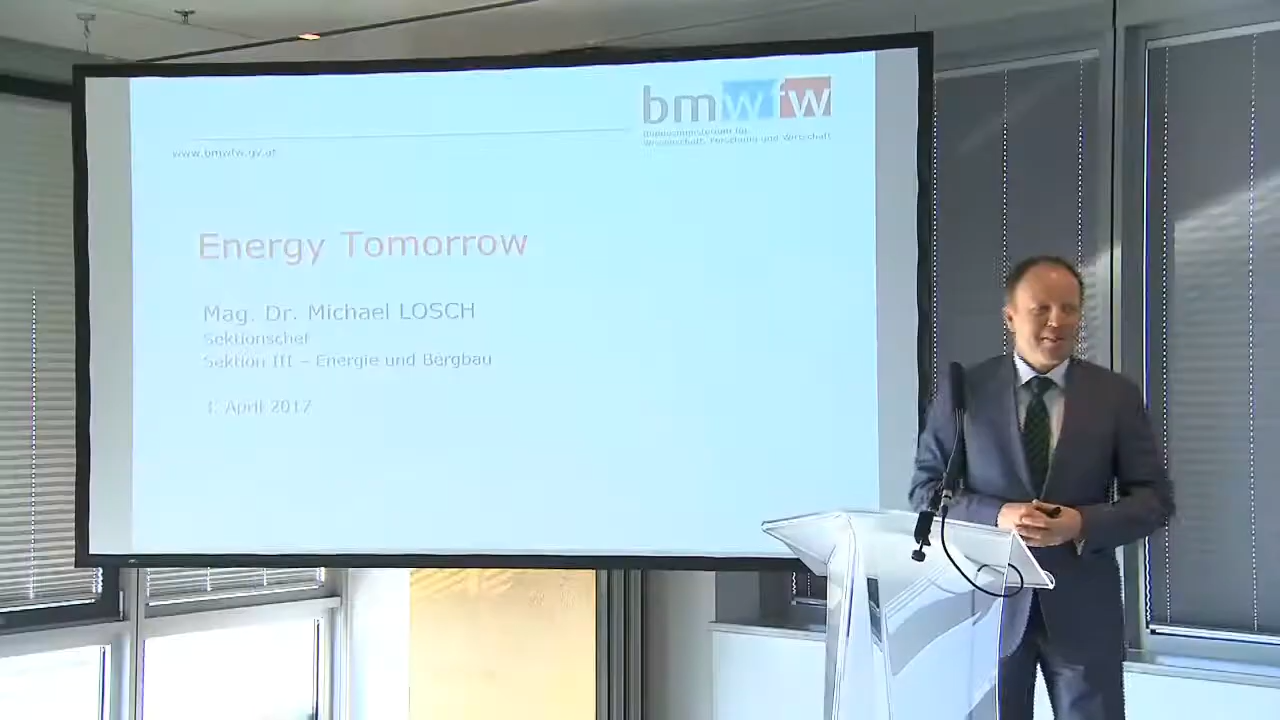 bmwfw
Bundesministerium für
Wissenschaft, Forschung und Wirtschaft
www.bmwfw.gv.at
Energy Tomorrow
Mag. Dr. Michael LOSCH
Sektionschef
Sektion III – Energie und Bergbau
April 2017